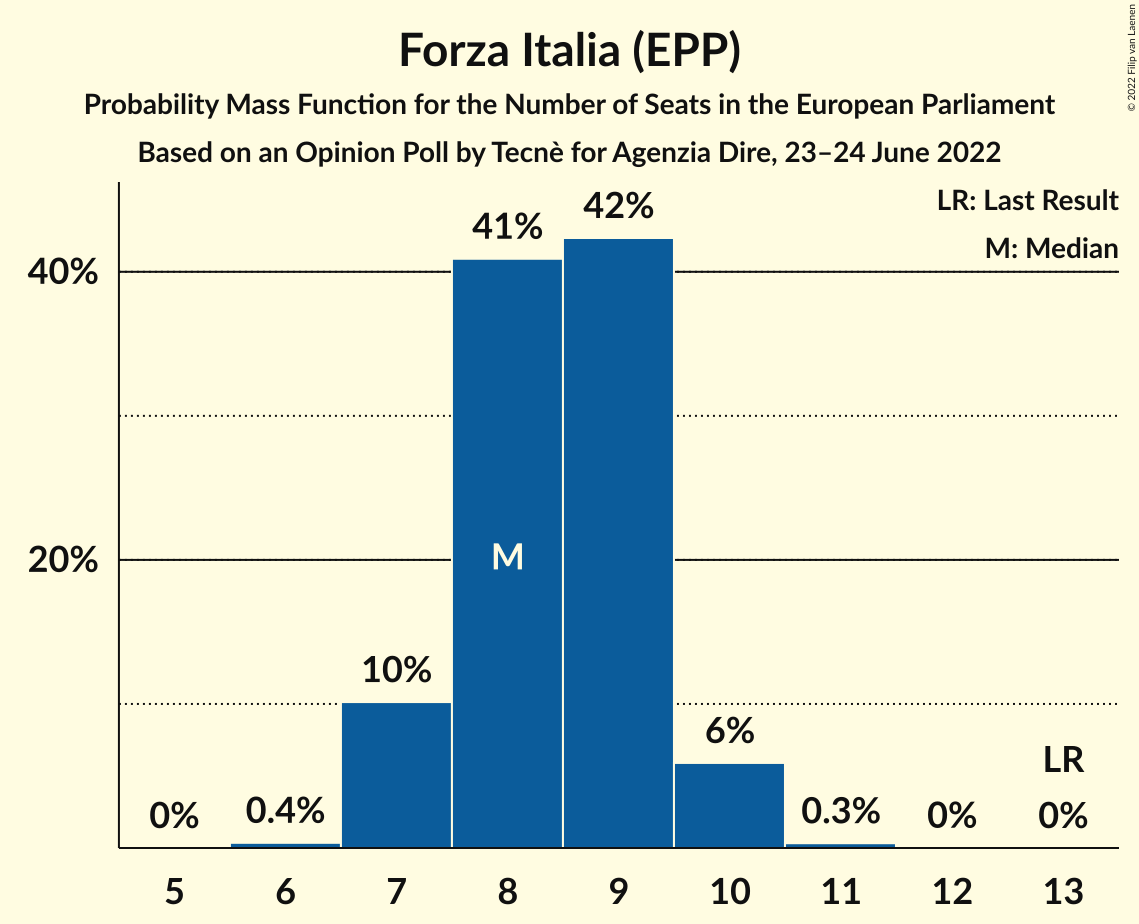 © 2022 Filip van Laenen
Forza Italia (EPP)
Probability Mass Function for the Number of Seats in the European Parliament
Based on an Opinion Poll by Tecnè for Agenzia Dire, 23–24 June 2022
LR: Last Result
M: Median
40%
20%
0%
0.4%
10%
41%
M
42%
6%
0.3%
0%
LR
0%
5 6 7 8 9 10 11 12 13